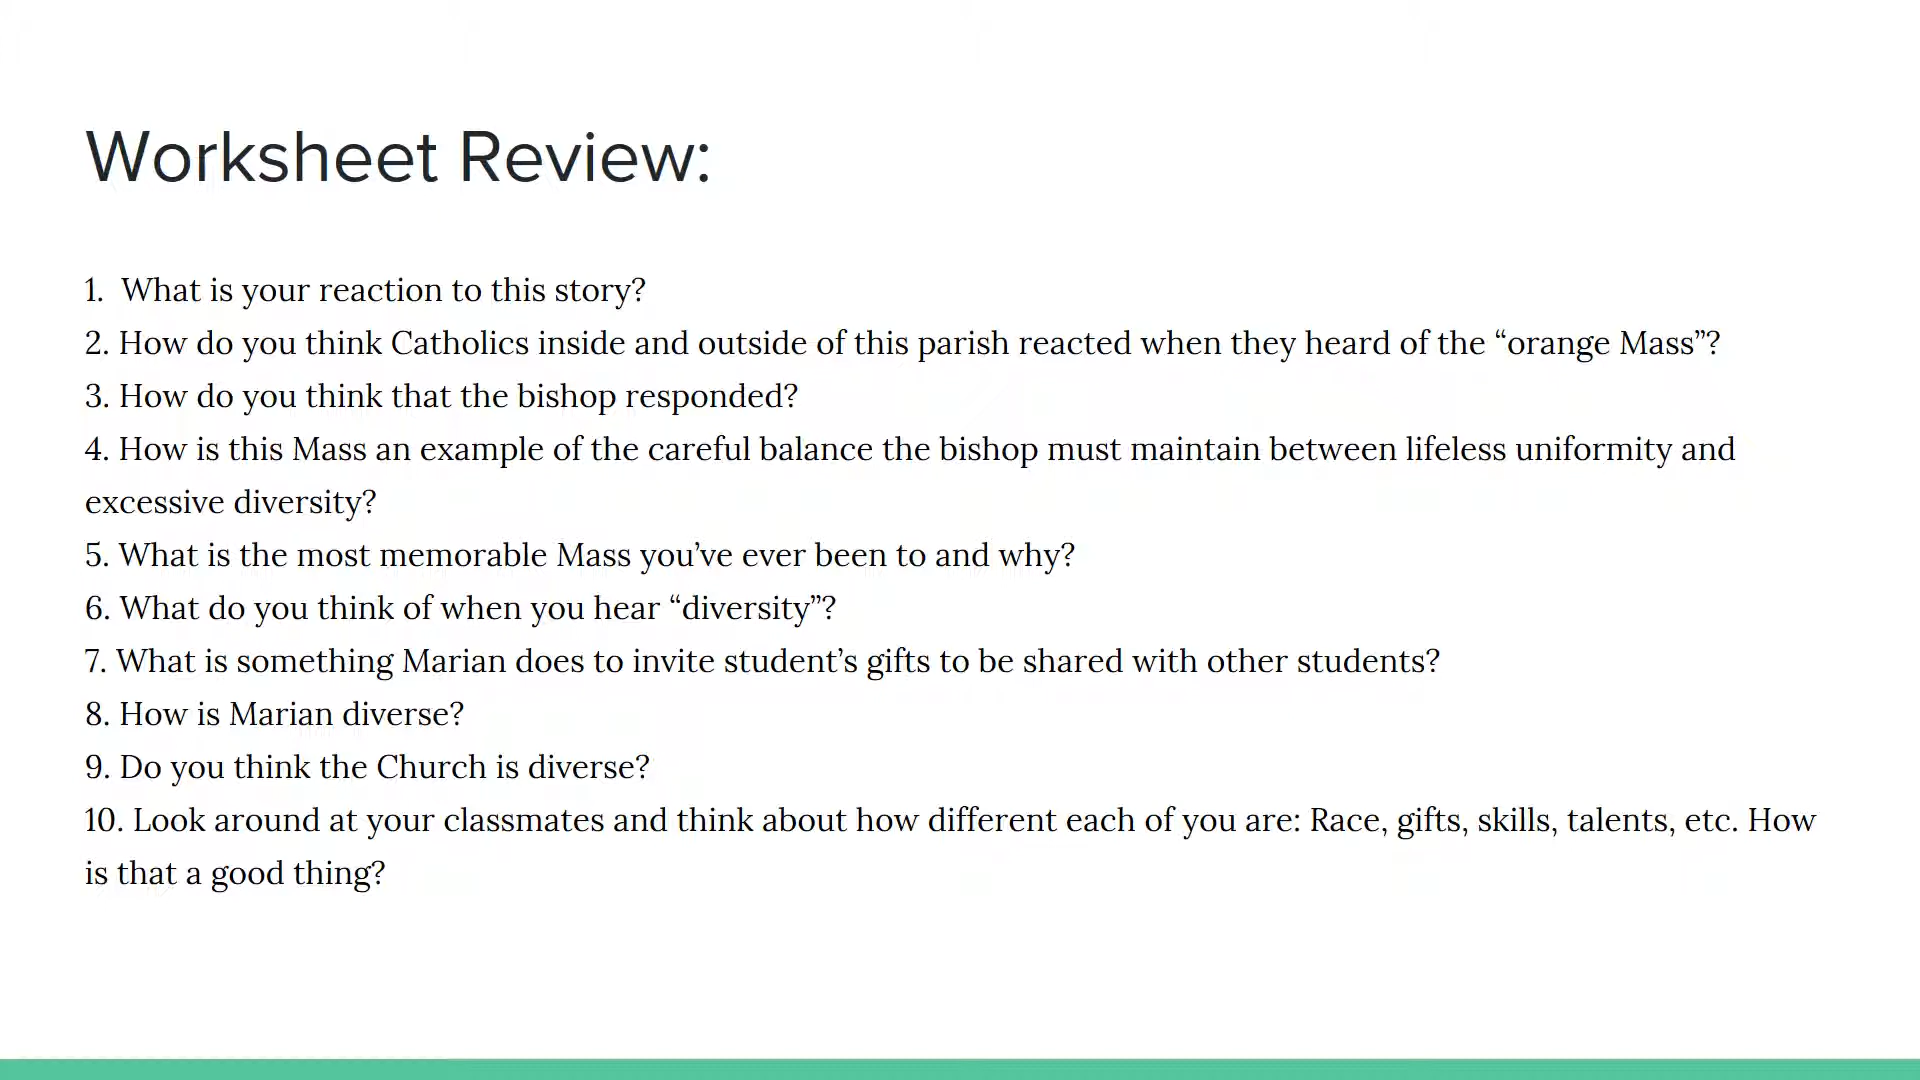 Worksheet Review:
1. What is your reaction to this story?
2. How do you think Catholics inside and outside of this parish reacted when they heard of the “orange Mass”?
3. How do you think that the bishop responded?
4. How is this Mass an example of the careful balance the bishop must maintain between lifeless uniformity and
excessive diversity?
5. What is the most memorable Mass you’ve ever been to and why?
6. What do you think of when you hear “diversity”?
7. What is something Marian does to invite student’s gifts to be shared with other students?
8. How is Marian diverse?
9. Do you think the Church is diverse?
10. Look around at your classmates and think about how different each of you are: Race, gifts, skills, talents, etc. How
is that a good thing?